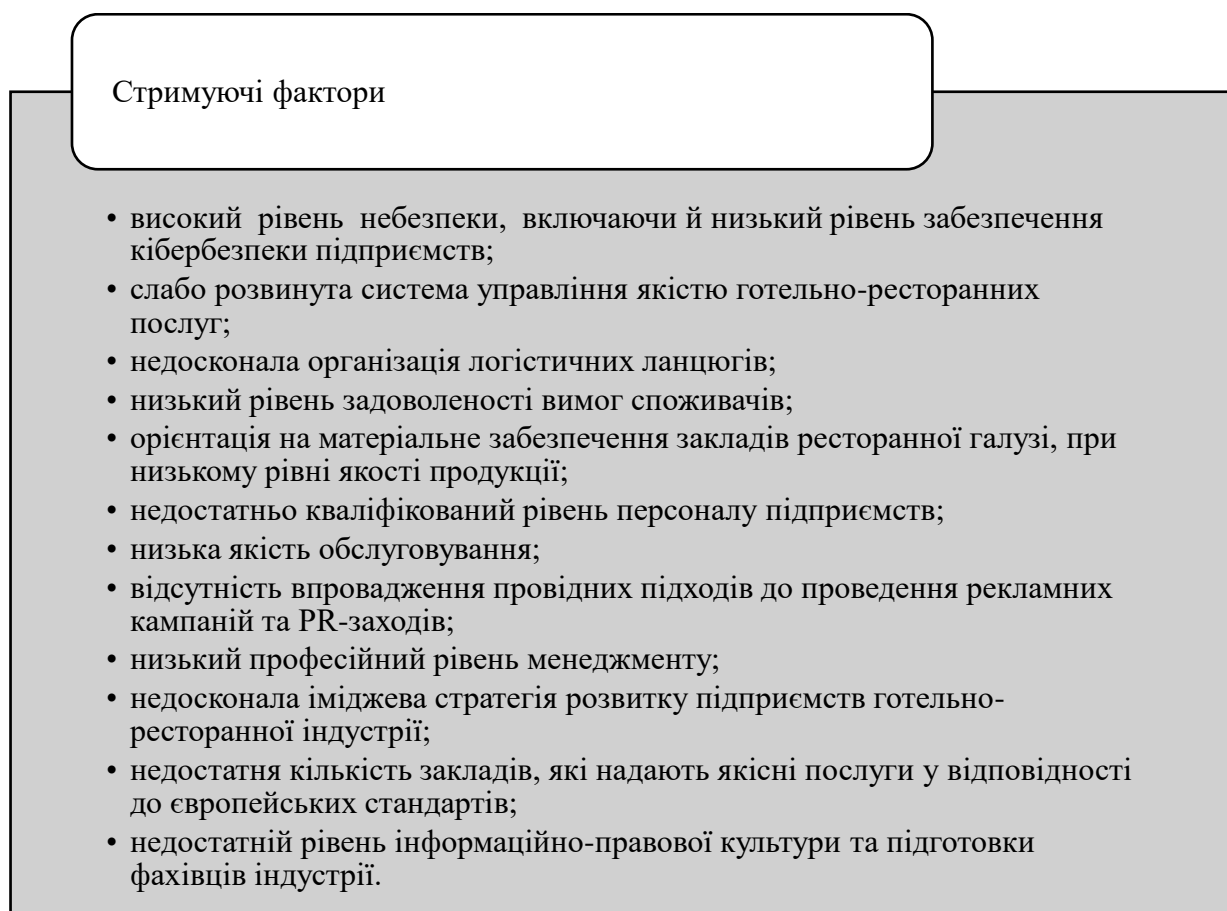 Стримуючі фактори
• високий рівень небезпеки, включаючи й низький рівень забезпечення
кібербезпеки підприємств;
• слабо розвинута система управління якістю готельно-ресторанних
послуг;
• недосконала організація логістичних ланцюгів;
• низький рівень задоволеності вимог споживачів;
• орієнтація на матеріальне забезпечення закладів ресторанної галузі, при
низькому рівні якості продукції;
• недостатньо кваліфікований рівень персоналу підприємств;
• низька якість обслуговування;
• відсутність впровадження провідних підходів до проведення рекламних
кампаній та PR-заходів;
• низький професійний рівень менеджменту;
• недосконала іміджева стратегія розвитку підприємств готельно-
ресторанної індустрії;
• недостатня кількість закладів, які надають якісні послуги у відповідності
до європейських стандартів;
• недостатній рівень інформаційно-правової культури та підготовки
фахівців індустрії.